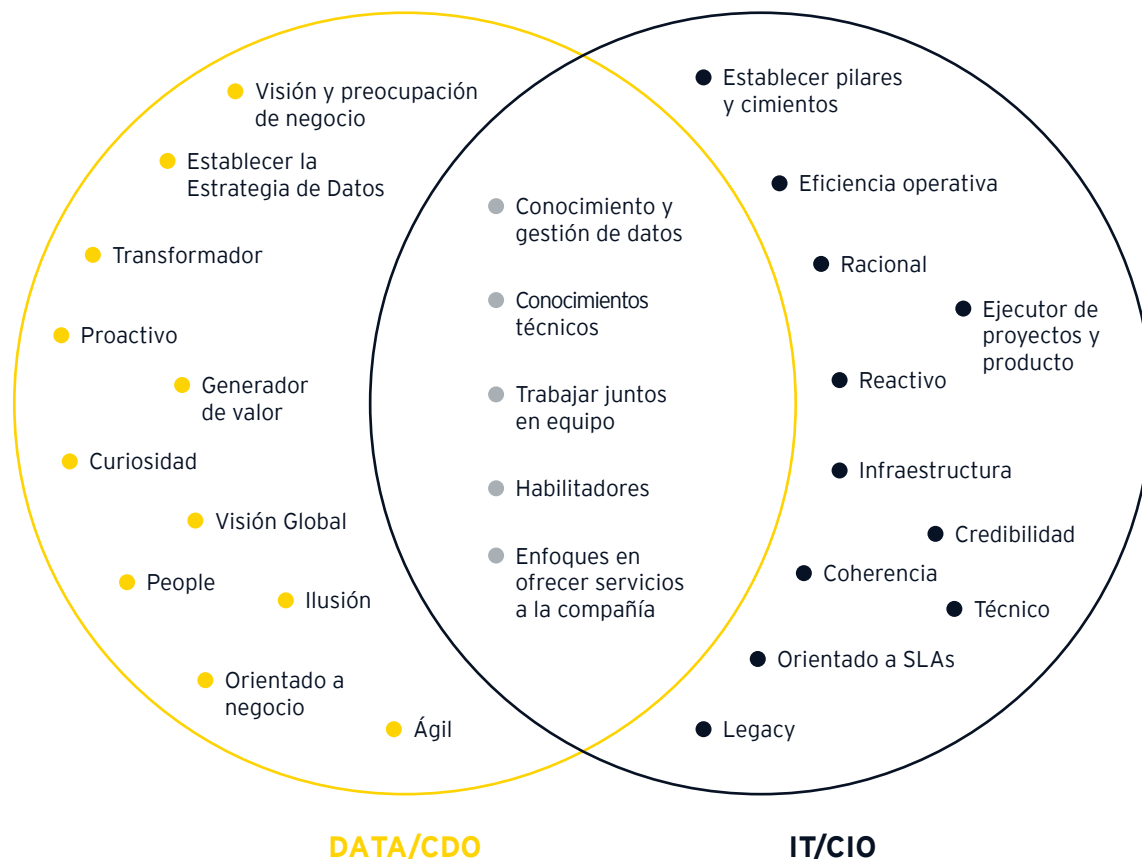 Visión y preocupación
de negocio
Establecer la
Estrategia de Datos
Transformador
Proactivo
Generador
de valor
Curiosidad
Visión Global
People
Ilusión
Orientado a
negocio
Ágil
Conocimiento y
gestión de datos
Conocimientos
técnicos
Trabajar juntos
en equipo
Habilitadores
Enfoques en
ofrecer servicios
a la compañía
Establecer pilares
y cimientos
Eficiencia operativa
Racional
Ejecutor de
proyectos y
producto
Reactivo
Infraestructura
Credibilidad
Coherencia
Técnico
Orientado a SLAs
Legacy
DATA/CDO
IT/CIO